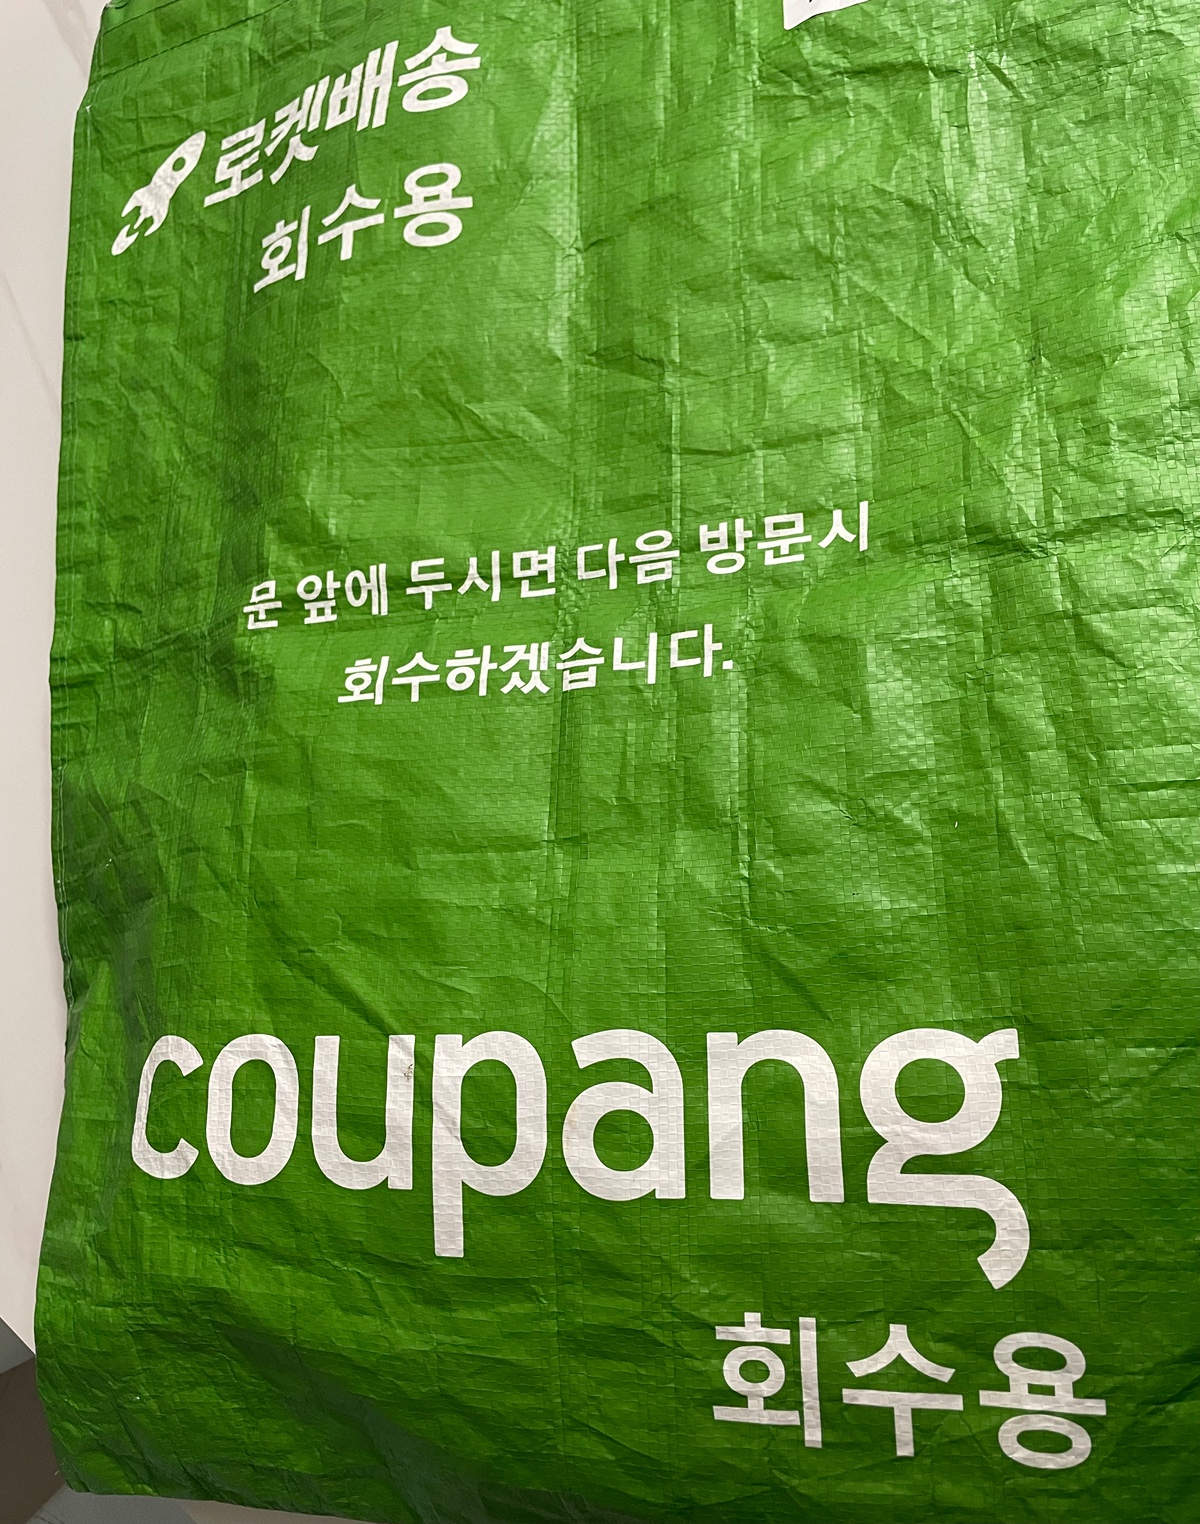 로켓배송
회수용
문 앞에 두시면 다음 방문시
회수하겠습니다.
coupang
회수용